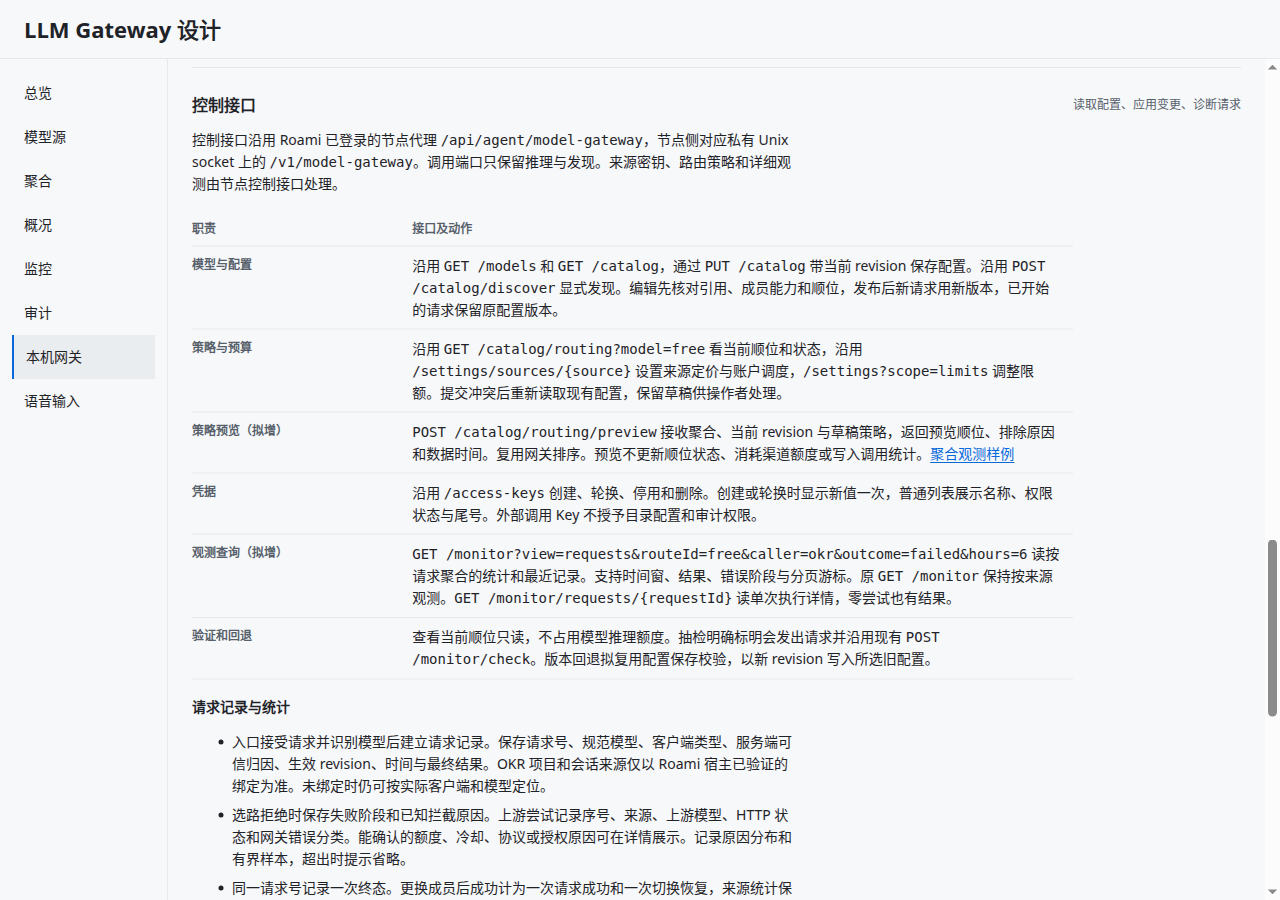 LLM Gateway 设计
总览
模型源
聚合
概况
监控
审计
本机网关
语音输入
控制接口
读取配置、应用变更、诊断请求
控制接口沿用 Roami 已登录的节点代理 /api/agent/model-gateway，节点侧对应私有 Unix
socket 上的 /v1/model-gateway。调用端口只保留推理与发现。来源密钥、路由策略和详细观
测由节点控制接口处理。
职责
接口及动作
模型与配置
沿用 GET /models 和 GET /catalog，通过 PUT /catalog 带当前 revision 保存配置。沿用 POST
/catalog/discover 显式发现。编辑先核对引用、成员能力和顺位，发布后新请求用新版本，已开始
的请求保留原配置版本。
策略与预算
沿用 GET /catalog/routing?model=free 看当前顺位和状态，沿用
/settings/sources/{source} 设置来源定价与账户调度，/settings?scope=limits 调整限
额。提交冲突后重新读取现有配置，保留草稿供操作者处理。
策略预览（拟增）
POST /catalog/routing/preview 接收聚合、当前 revision 与草稿策略，返回预览顺位、排除原因
和数据时间。复用网关排序。预览不更新顺位状态、消耗渠道额度或写入调用统计。聚合观测样例
凭据
沿用 /access-keys 创建、轮换、停用和删除。创建或轮换时显示新值一次，普通列表展示名称、权限
状态与尾号。外部调用 Key 不授予目录配置和审计权限。
观测查询（拟增）
GET /monitor?view=requests&routeId=free&caller=okr&outcome=failed&hours=6 读按
请求聚合的统计和最近记录。支持时间窗、结果、错误阶段与分页游标。原 GET /monitor 保持按来源
观测。GET /monitor/requests/{requestId} 读单次执行详情，零尝试也有结果。
验证和回退
查看当前顺位只读，不占用模型推理额度。抽检明确标明会发出请求并沿用现有 POST
/monitor/check。版本回退拟复用配置保存校验，以新 revision 写入所选旧配置。
请求记录与统计
• 入口接受请求并识别模型后建立请求记录。保存请求号、规范模型、客户端类型、服务端可
信归因、生效 revision、时间与最终结果。OKR 项目和会话来源仅以 Roami 宿主已验证的
绑定为准。未绑定时仍可按实际客户端和模型定位。
• 选路拒绝时保存失败阶段和已知拦截原因。上游尝试记录序号、来源、上游模型、HTTP 状
态和网关错误分类。能确认的额度、冷却、协议或授权原因可在详情展示。记录原因分布和
有界样本，超出时提示省略。
• 同一请求号记录一次终态。更换成员后成功计为一次请求成功和一次切换恢复，来源统计保